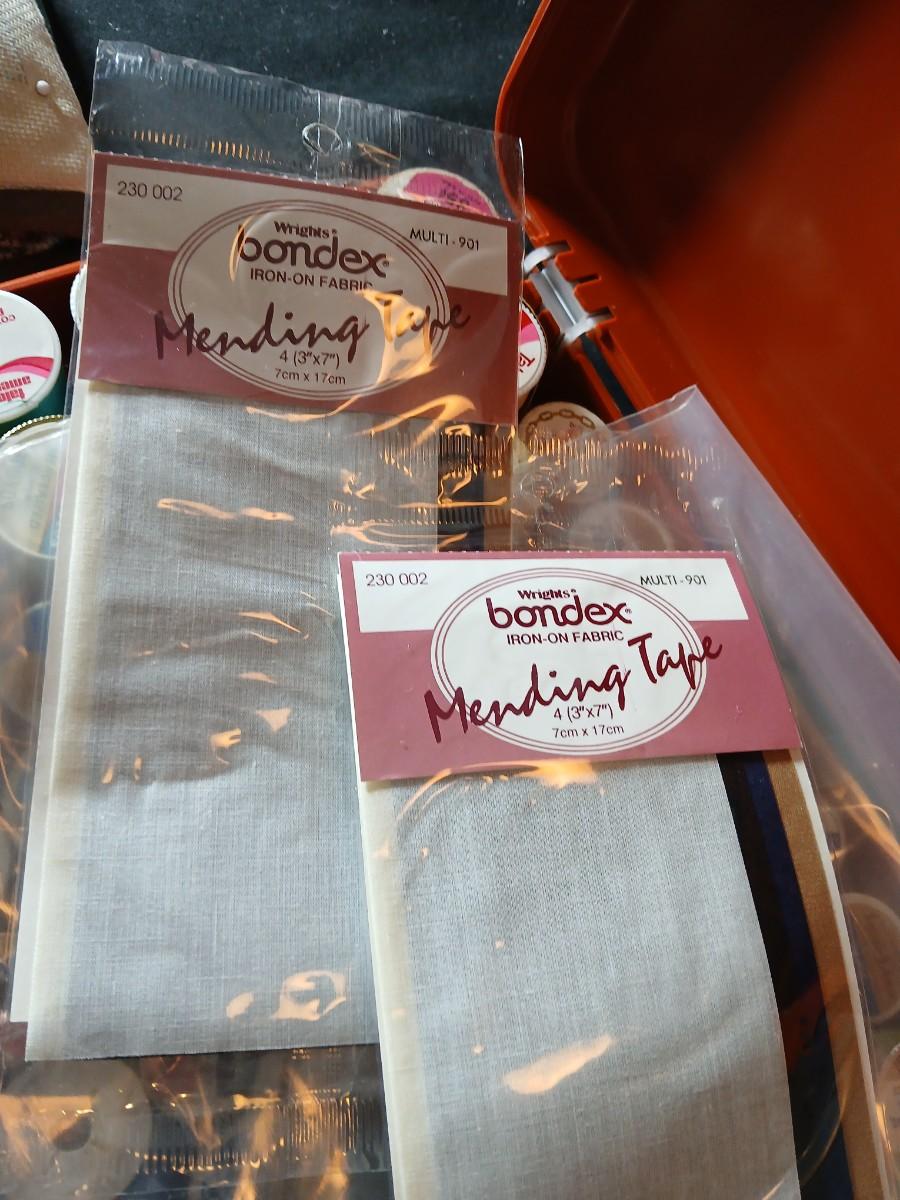 230 002
MULTI-901
Wrights®
bondex®
IRON-ON FABRIC
Mending Tape
4 (3"x7")
7cm x 17cm
230 002
MULTI-901
Wrights®
bondex®
IRON-ON FABRIC
Mending Tape
4 (3"x7")
7cm x 17cm